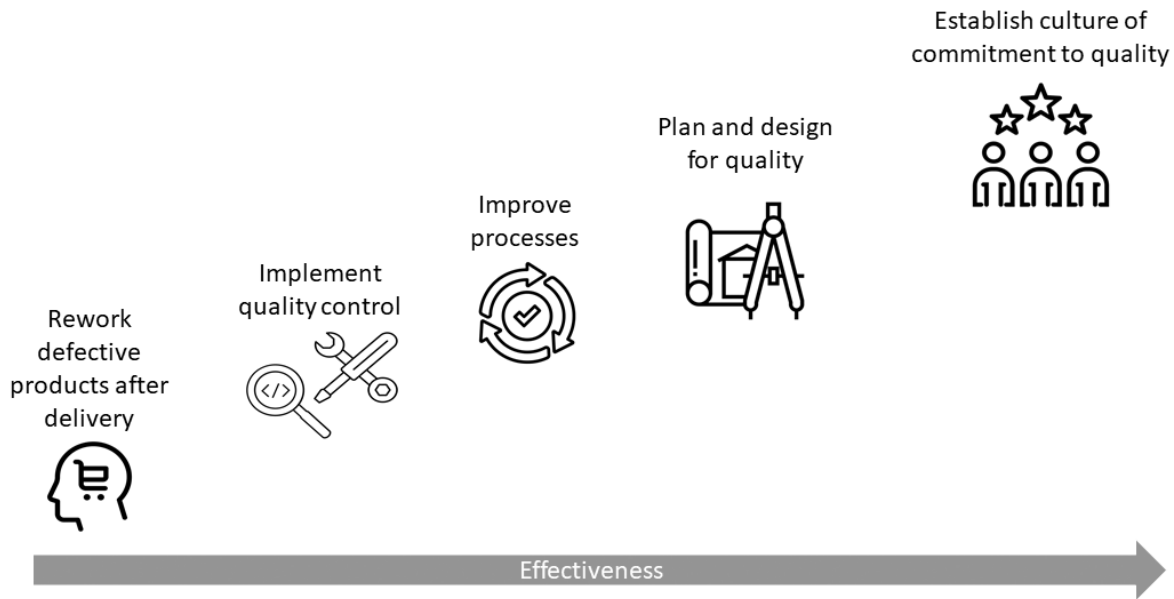 Establish culture of
commitment to quality
Plan and design
for quality
Improve
processes
Implement
quality control
Rework
defective
products after
delivery
</>
Effectiveness